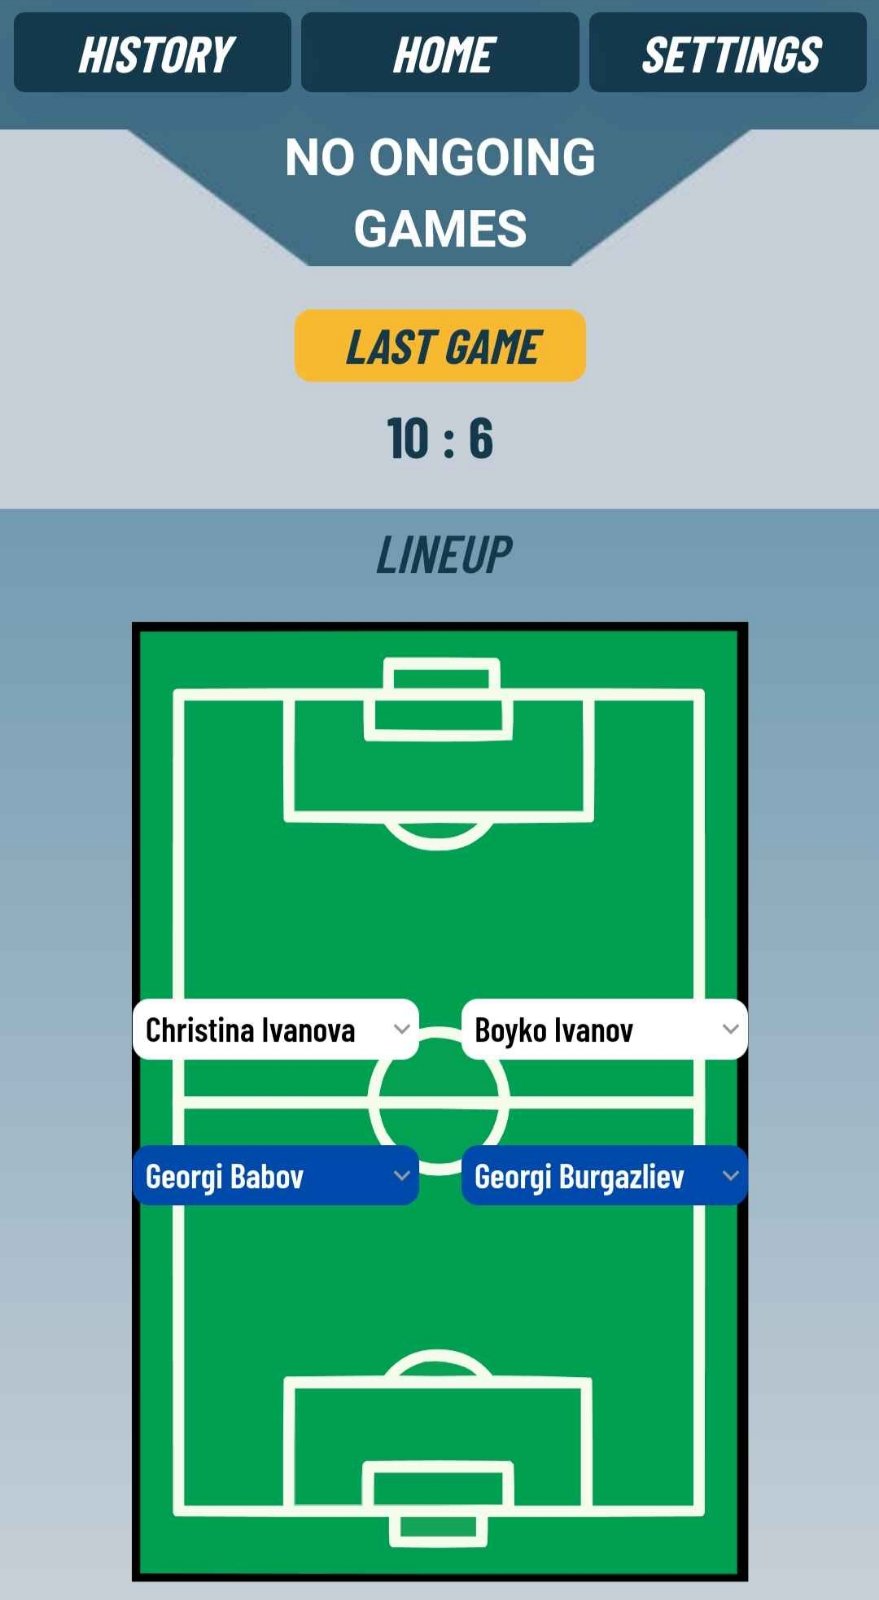 HISTORY HOME SETTINGS
NO ONGOING
GAMES
LAST GAME
10 : 6
LINEUP
Christina Ivanova Boyko Ivanov
Georgi Babov Georgi Burgazliev